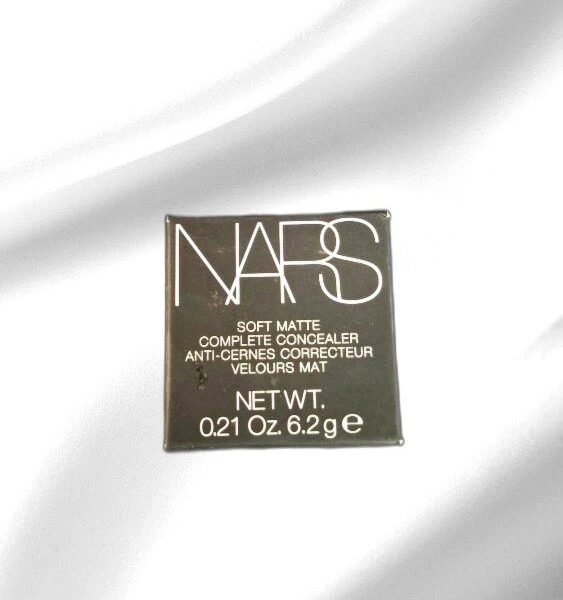 NARS
SOFT MATTE
COMPLETE CONCEALER
ANTI-CERNES CORRECTEUR
VELOURS MAT
NET WT.
0.21 Oz. 6.2 g e